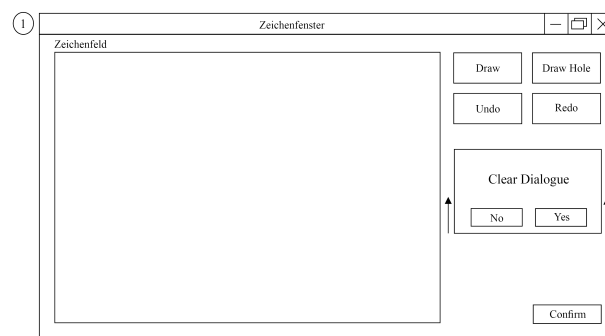 1
Zeichenfenster
Zeichenfeld
Draw
Draw Hole
Undo
Redo
Clear Dialogue
No
Yes
Confirm